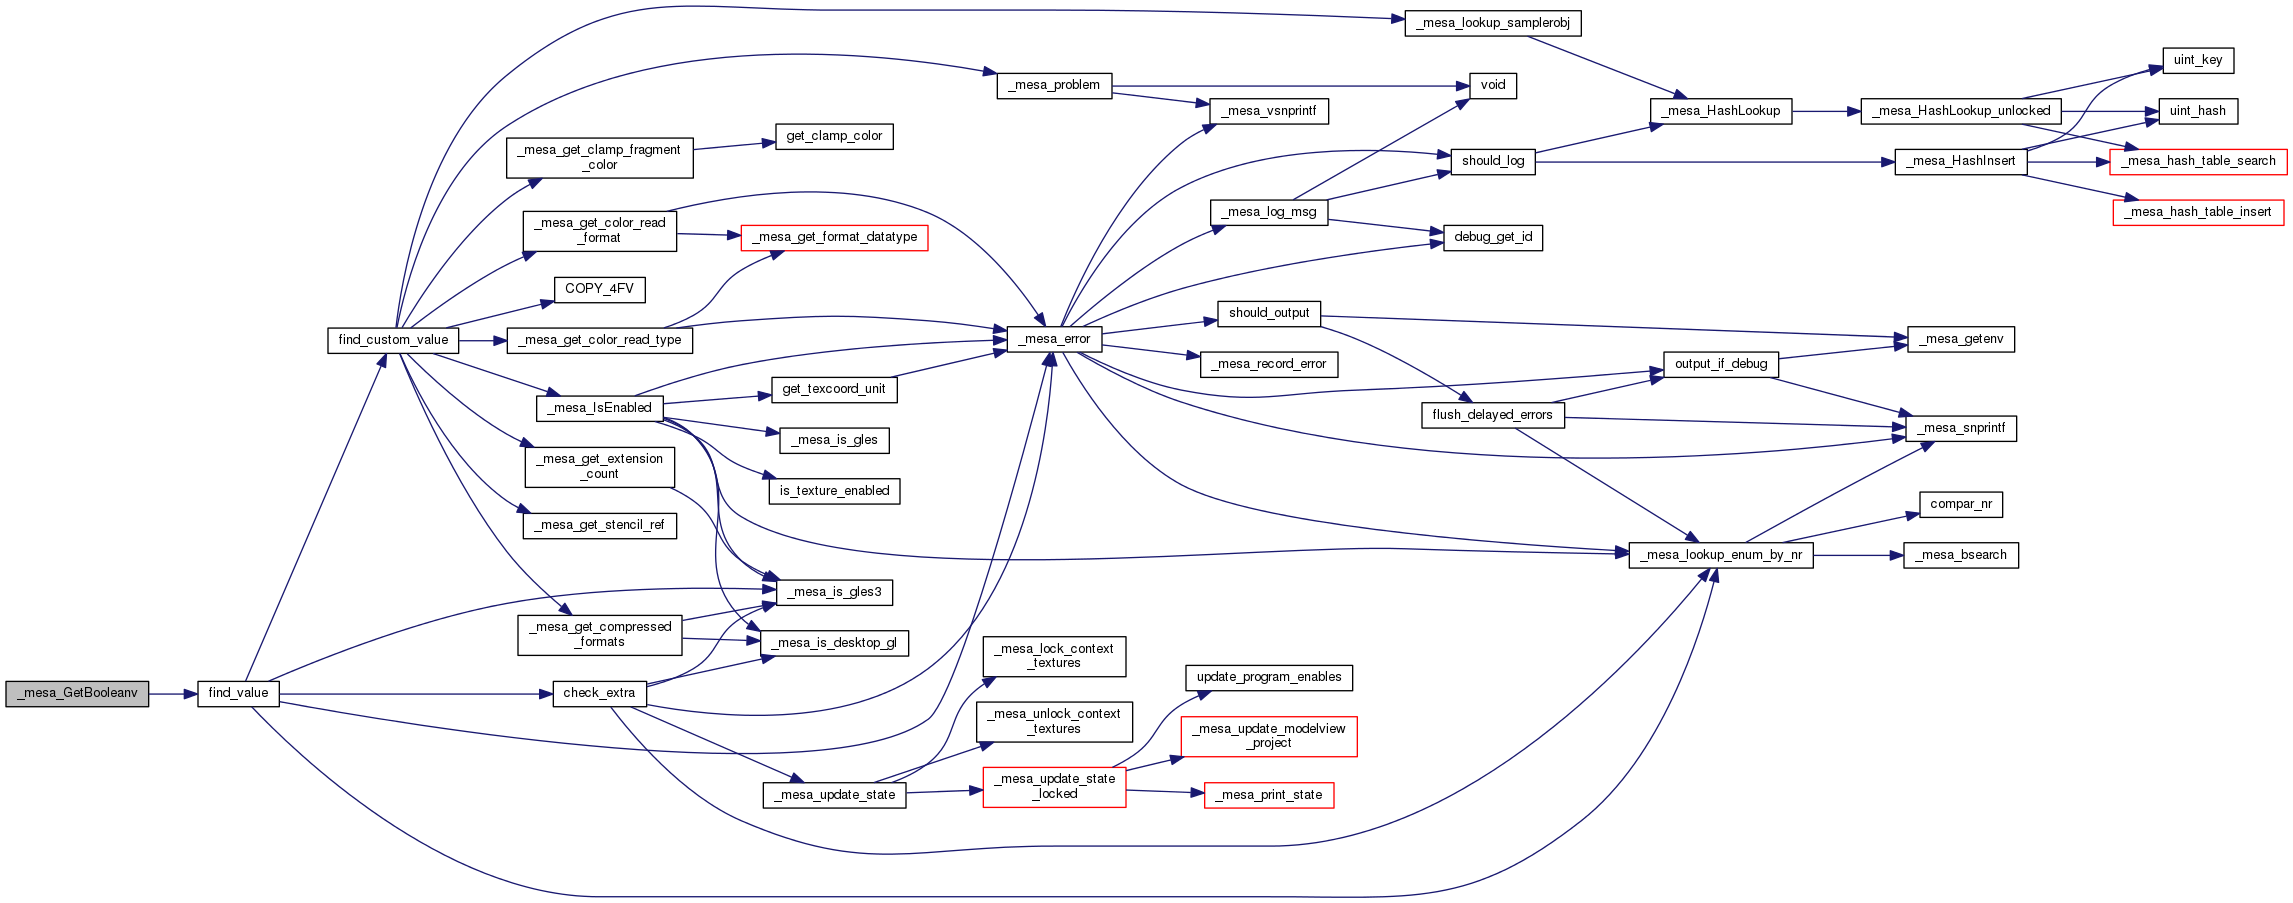 _mesa_GetBooleanv
find_value
find_custom_value
_mesa_get_clamp_fragment
_color
_mesa_get_color_read
_format
COPY_4FV
_mesa_get_color_read_type
_mesa_IsEnabled
_mesa_get_extension
_count
_mesa_get_stencil_ref
_mesa_get_compressed
_formats
check_extra
get_clamp_color
_mesa_get_format_datatype
get_texcoord_unit
_mesa_is_gles
is_texture_enabled
_mesa_is_gles3
_mesa_is_desktop_gl
_mesa_update_state
_mesa_problem
_mesa_error
_mesa_lock_context
_textures
_mesa_unlock_context
_textures
_mesa_update_state
_locked
_mesa_vsnprintf
_mesa_log_msg
should_output
_mesa_record_error
update_program_enables
_mesa_update_modelview
_project
_mesa_print_state
_mesa_lookup_samplerobj
void
should_log
debug_get_id
flush_delayed_errors
_mesa_HashLookup
output_if_debug
_mesa_lookup_enum_by_nr
_mesa_HashLookup_unlocked
_mesa_HashInsert
_mesa_getenv
_mesa_snprintf
compar_nr
_mesa_bsearch
uint_key
uint_hash
_mesa_hash_table_search
_mesa_hash_table_insert